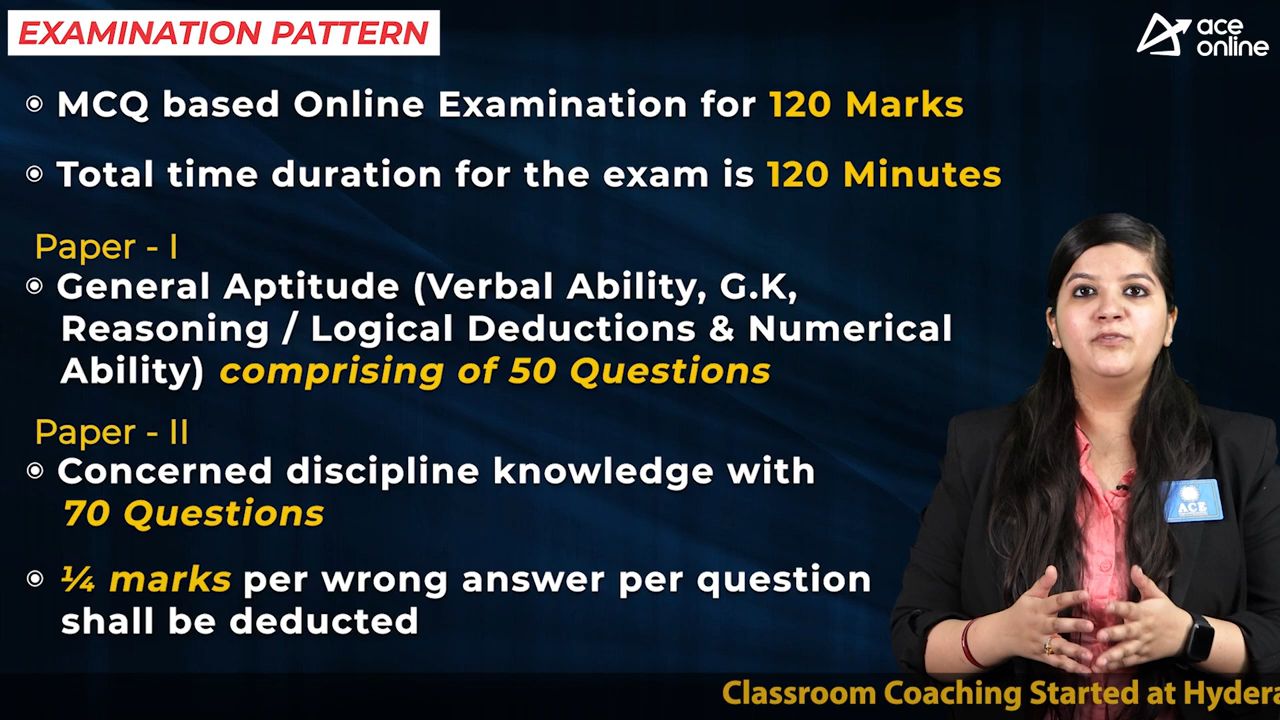 EXAMINATION PATTERN
ace
online
MCQ based Online Examination for 120 Marks
Total time duration for the exam is 120 Minutes
Paper - I
General Aptitude (Verbal Ability, G.K,
Reasoning / Logical Deductions & Numerical
Ability) comprising of 50 Questions
Paper - II
Concerned discipline knowledge with
70 Questions
¼ marks per wrong answer per question
shall be deducted
ACE
Classroom Coaching Started at Hydera